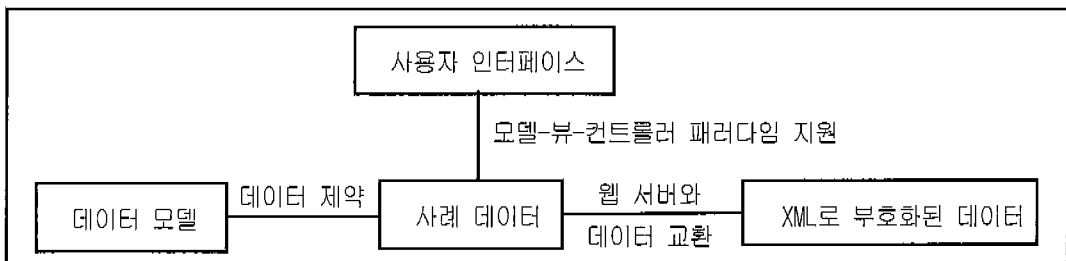 사용자 인터페이스
모델-뷰-컨트롤러 패러다임 지원
데이터 모델
데이터 제약
사례 데이터
웹 서버와
데이터 교환
XML로 부호화된 데이터